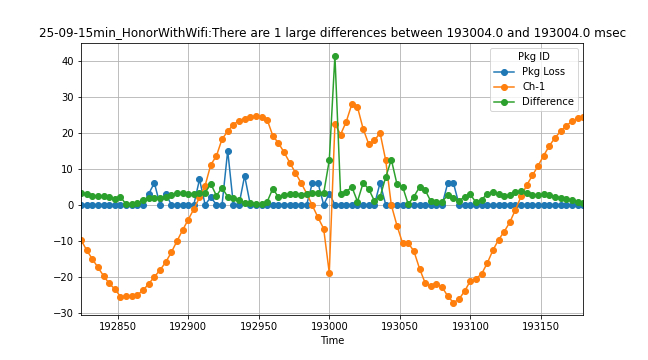 25-09-15min_HonorWithWifi:There are 1 large differences between 193004.0 and 193004.0 msec
Pkg ID
Pkg Loss
Ch-1
Difference
40
30
20
10
0
−10
−20
−30
192850 192900 192950 193000 193050 193100 193150
Time